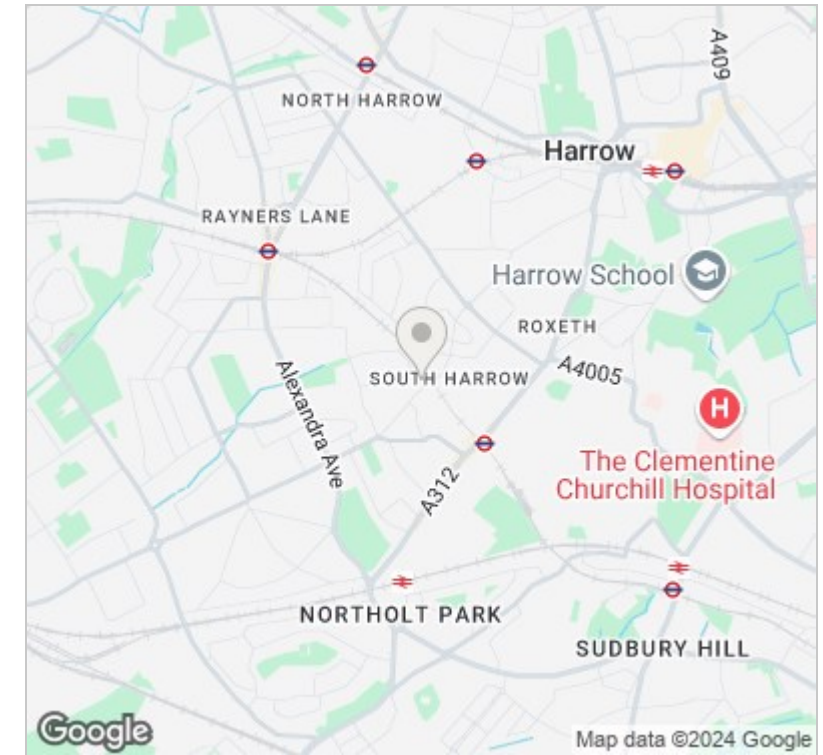 A409
NORTH HARROW
Harrow
RAYNERS LANE
Harrow School
ROXETH
SOUTH HARROW
A4005
Alexandra Ave
H
The Clementine
Churchill Hospital
A312
NORTHOLT PARK
SUDBURY HILL
Google
Map data ©2024 Google